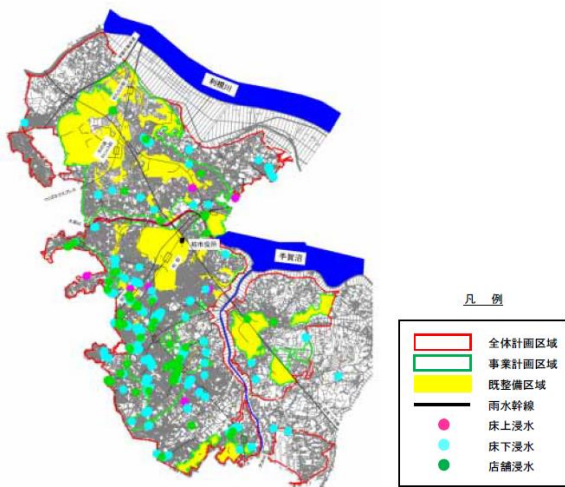 利根川
手賀沼
柏市役所
凡 例
全体計画区域
事業計画区域
既整備区域
雨水幹線
床上浸水
床下浸水
店舗浸水